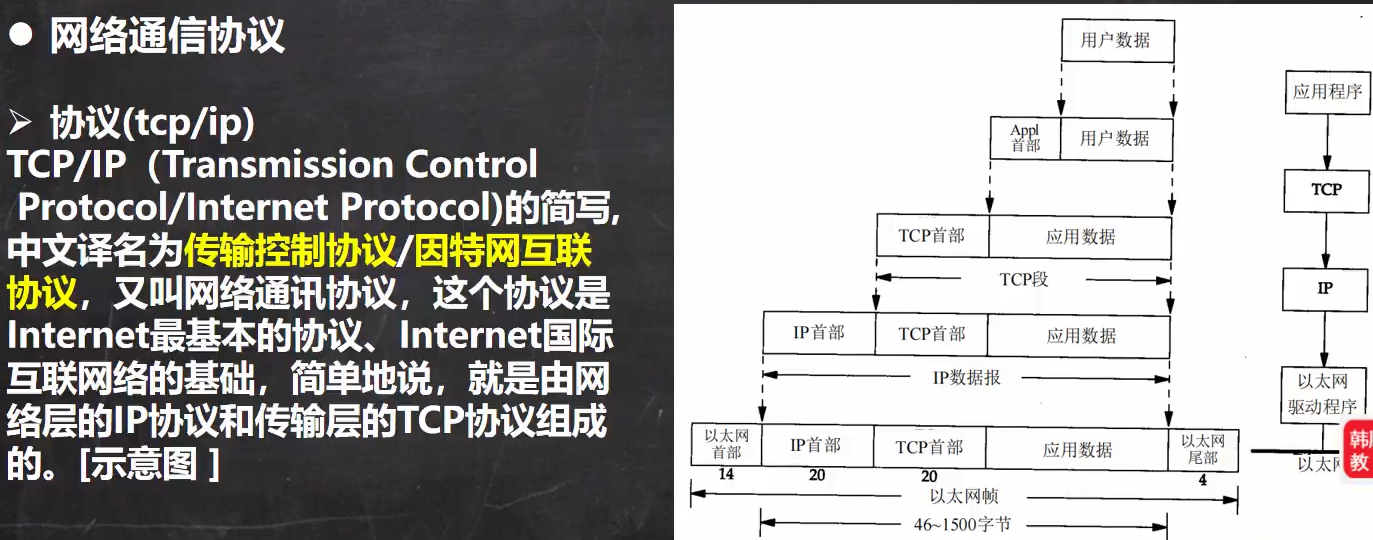 ● 网络通信协议
➢ 协议(tcp/ip)
TCP/IP（Transmission Control
Protocol/Internet Protocol)的简写,
中文译名为传输控制协议/因特网互联
协议，又叫网络通讯协议，这个协议是
Internet最基本的协议、Internet国际
互联网络的基础，简单地说，就是由网
络层的IP协议和传输层的TCP协议组成
的。[示意图 ]
用户数据
Appl
首部
用户数据
TCP首部
应用数据
TCP段
IP首部
TCP首部
应用数据
IP数据报
以太网
首部
IP首部
TCP首部
应用数据
以太网
尾部
14
20
20
4
以太网帧
46~1500字节
应用程序
TCP
IP
以太网
驱动程序
以太
韩
教